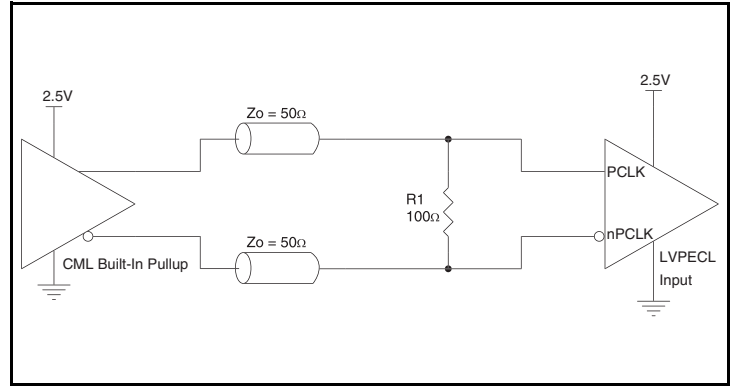 2.5V
2.5V
Zo = 50Ω
PCLK
R1
100Ω
nPCLK
Zo = 50Ω
CML Built-In Pullup
LVPECL
Input